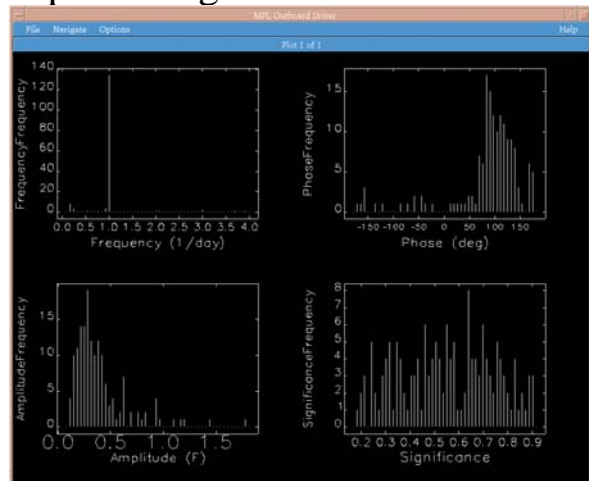 MPL Outboard Driver
File Navigate Options Help
Plot 1 of 1
FrequencyFrequency
140
120
100
80
60
40
20
0
0.0 0.5 1.0 1.5 2.0 2.5 3.0 3.5 4.0
Frequency (1/day)
PhaseFrequency
15
10
5
0
-150 -100 -50 0 50 100 150
Phase (deg)
AmplitudeFrequency
15
10
5
0
0.0 0.5 1.0 1.5
Amplitude (F)
SignificanceFrequency
8
7
6
5
4
3
2
1
0
0.2 0.3 0.4 0.5 0.6 0.7 0.8 0.9
Significance